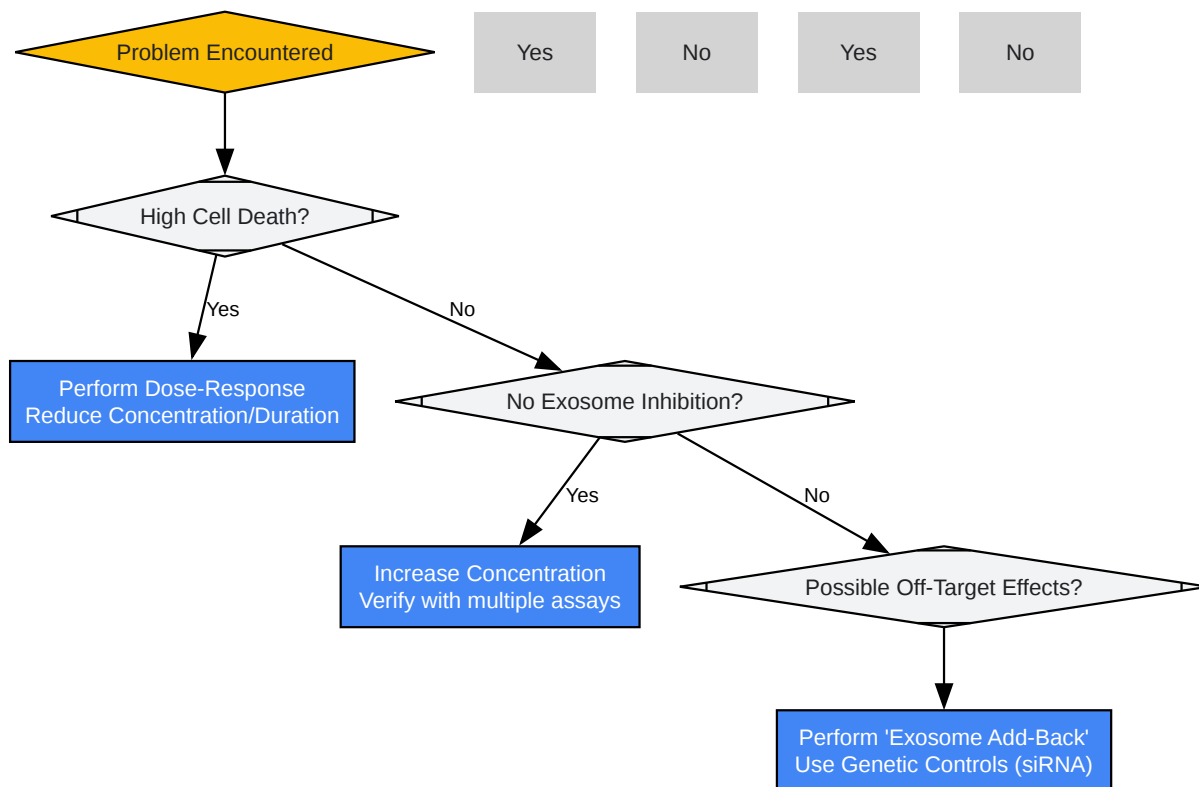 Problem Encountered
Yes
No
Yes
No
High Cell Death?
Yes
No
Perform Dose-Response
Reduce Concentration/Duration
No Exosome Inhibition?
Yes
No
Increase Concentration
Verify with multiple assays
Possible Off-Target Effects?
Perform 'Exosome Add-Back'
Use Genetic Controls (siRNA)